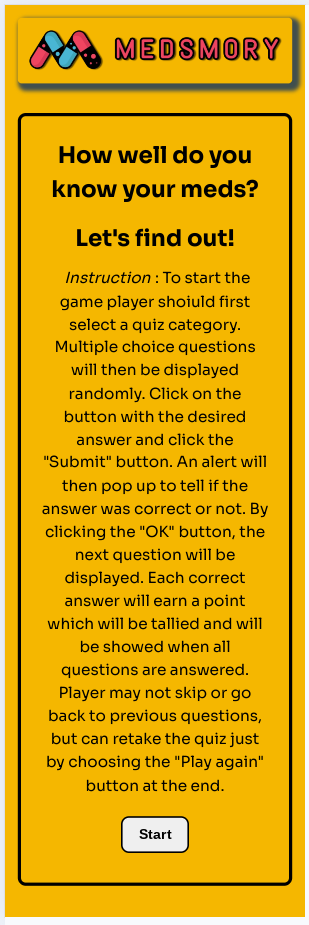 MEDSMORY
How well do you
know your meds?
Let's find out!
Instruction : To start the
game player shoiuld first
select a quiz category.
Multiple choice questions
will then be displayed
randomly. Click on the
button with the desired
answer and click the
"Submit" button. An alert will
then pop up to tell if the
answer was correct or not. By
clicking the "OK" button, the
next question will be
displayed. Each correct
answer will earn a point
which will be tallied and will
be showed when all
questions are answered.
Player may not skip or go
back to previous questions,
but can retake the quiz just
by choosing the "Play again"
button at the end.
Start